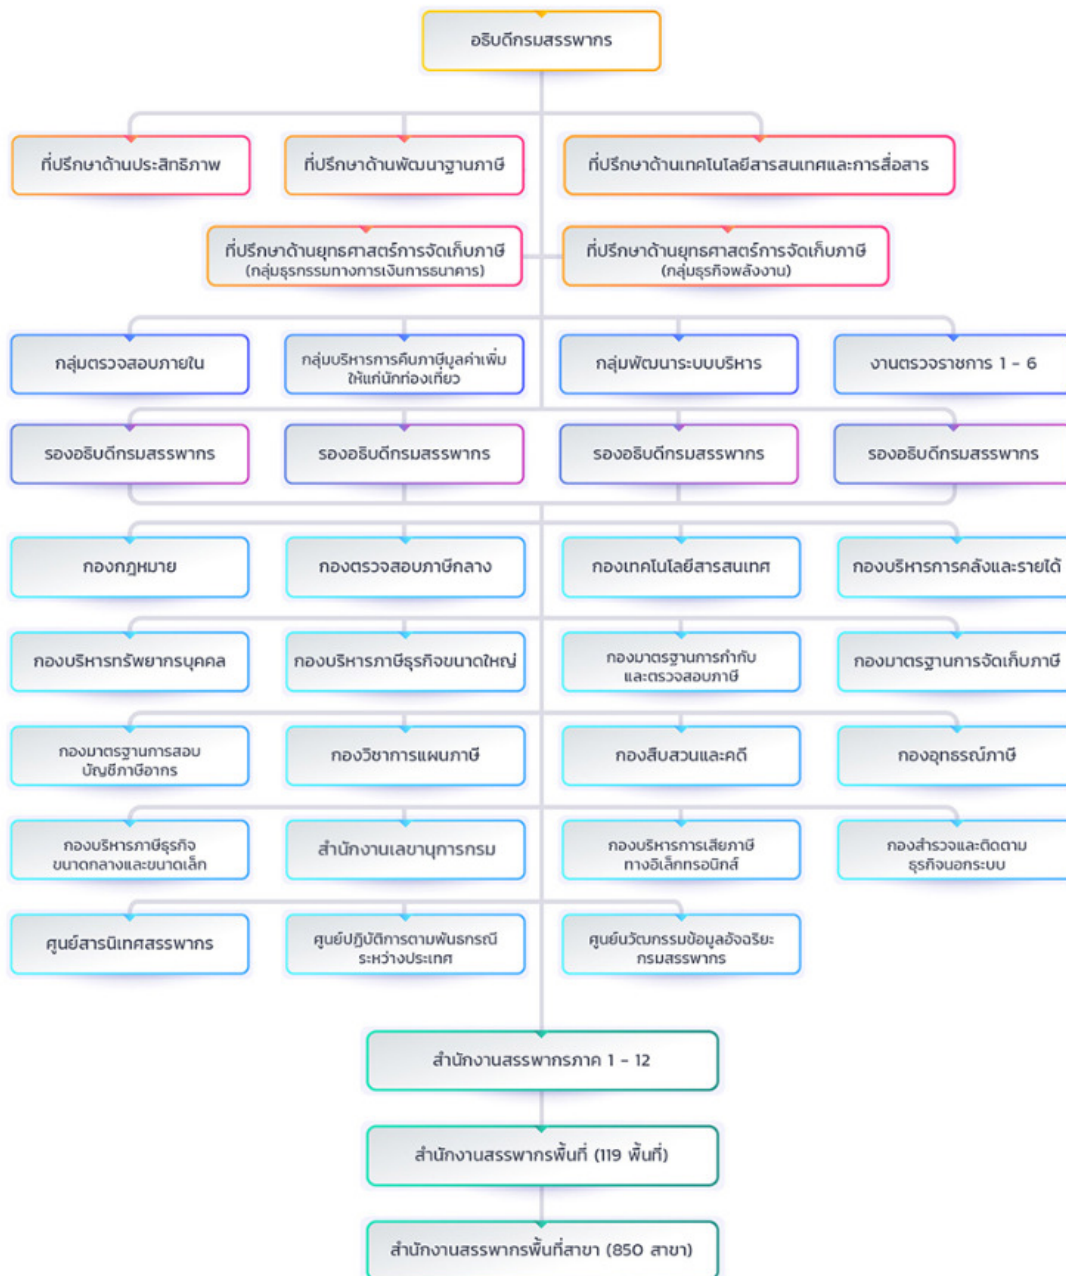 อธิบดีกรมสรรพากร
ที่ปรึกษาด้านประสิทธิภาพ
ที่ปรึกษาด้านพัฒนาฐานภาษี
ที่ปรึกษาด้านเทคโนโลยีสารสนเทศและการสื่อสาร
ที่ปรึกษาด้านยุทธศาสตร์การจัดเก็บภาษี
(กลุ่มธุรกรรมทางการเงินการธนาคาร)
ที่ปรึกษาด้านยุทธศาสตร์การจัดเก็บภาษี
(กลุ่มธุรกิจพลังงาน)
กลุ่มตรวจสอบภายใน
กลุ่มบริหารการคืนภาษีมูลค่าเพิ่ม
ให้แก่นักท่องเที่ยว
กลุ่มพัฒนาระบบบริหาร
งานตรวจราชการ 1 - 6
รองอธิบดีกรมสรรพากร
รองอธิบดีกรมสรรพากร
รองอธิบดีกรมสรรพากร
รองอธิบดีกรมสรรพากร
กองกฎหมาย
กองตรวจสอบภาษีกลาง
กองเทคโนโลยีสารสนเทศ
กองบริหารการคลังและรายได้
กองบริหารทรัพยากรบุคคล
กองบริหารภาษีธุรกิจขนาดใหญ่
กองมาตรฐานการกำกับ
และตรวจสอบภาษี
กองมาตรฐานการจัดเก็บภาษี
กองมาตรฐานการสอบ
บัญชีภาษีอากร
กองวิชาการแผนภาษี
กองสืบสวนและคดี
กองอุทธรณ์ภาษี
กองบริหารภาษีธุรกิจ
ขนาดกลางและขนาดเล็ก
สำนักงานเลขานุการกรม
กองบริหารการเสียภาษี
ทางอิเล็กทรอนิกส์
กองสำรวจและติดตาม
ธุรกิจนอกระบบ
ศูนย์สารนิเทศสรรพากร
ศูนย์ปฏิบัติการตามพันธกรณี
ระหว่างประเทศ
ศูนย์นวัตกรรมข้อมูลอัจฉริยะ
กรมสรรพากร
สำนักงานสรรพากรภาค 1 - 12
สำนักงานสรรพากรพื้นที่ (119 พื้นที่)
สำนักงานสรรพากรพื้นที่สาขา (850 สาขา)